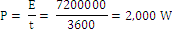 P = E/t = 7200000/3600 = 2,000 W